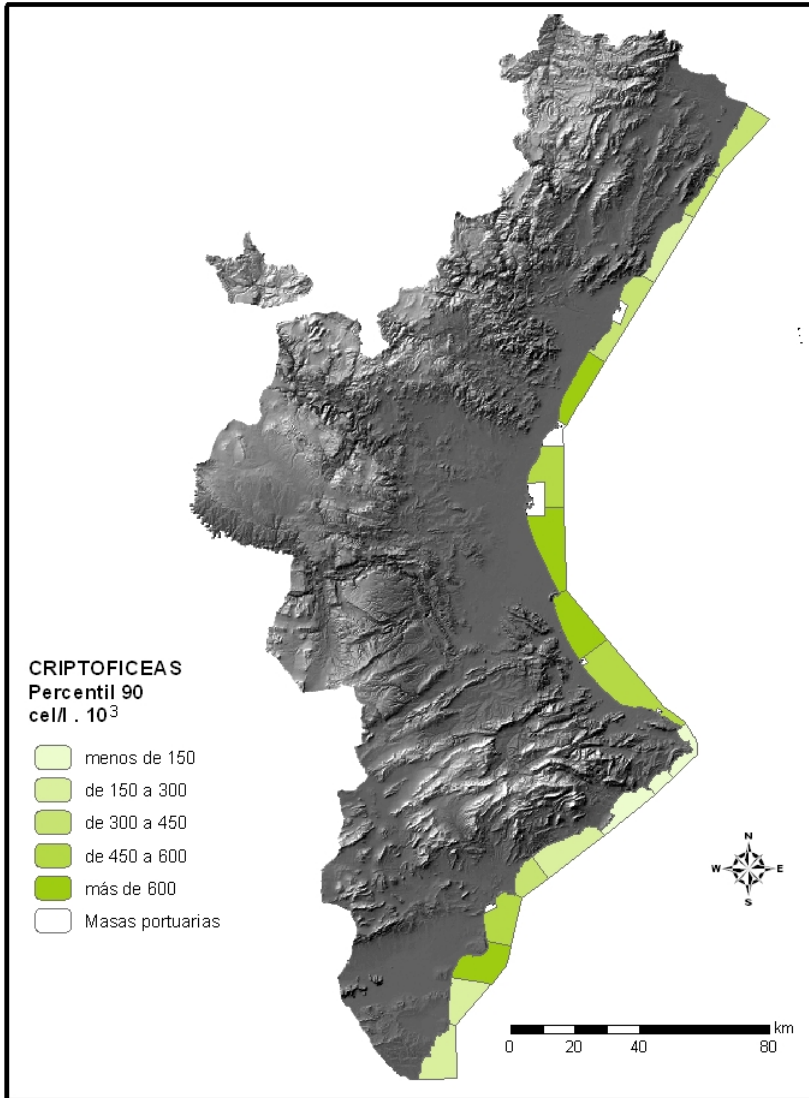 CRIPTOFICEAS
Percentil 90
cel/l . 10³
menos de 150
de 150 a 300
de 300 a 450
de 450 a 600
más de 600
Masas portuarias
N
W E
S
km
0 20 40 80